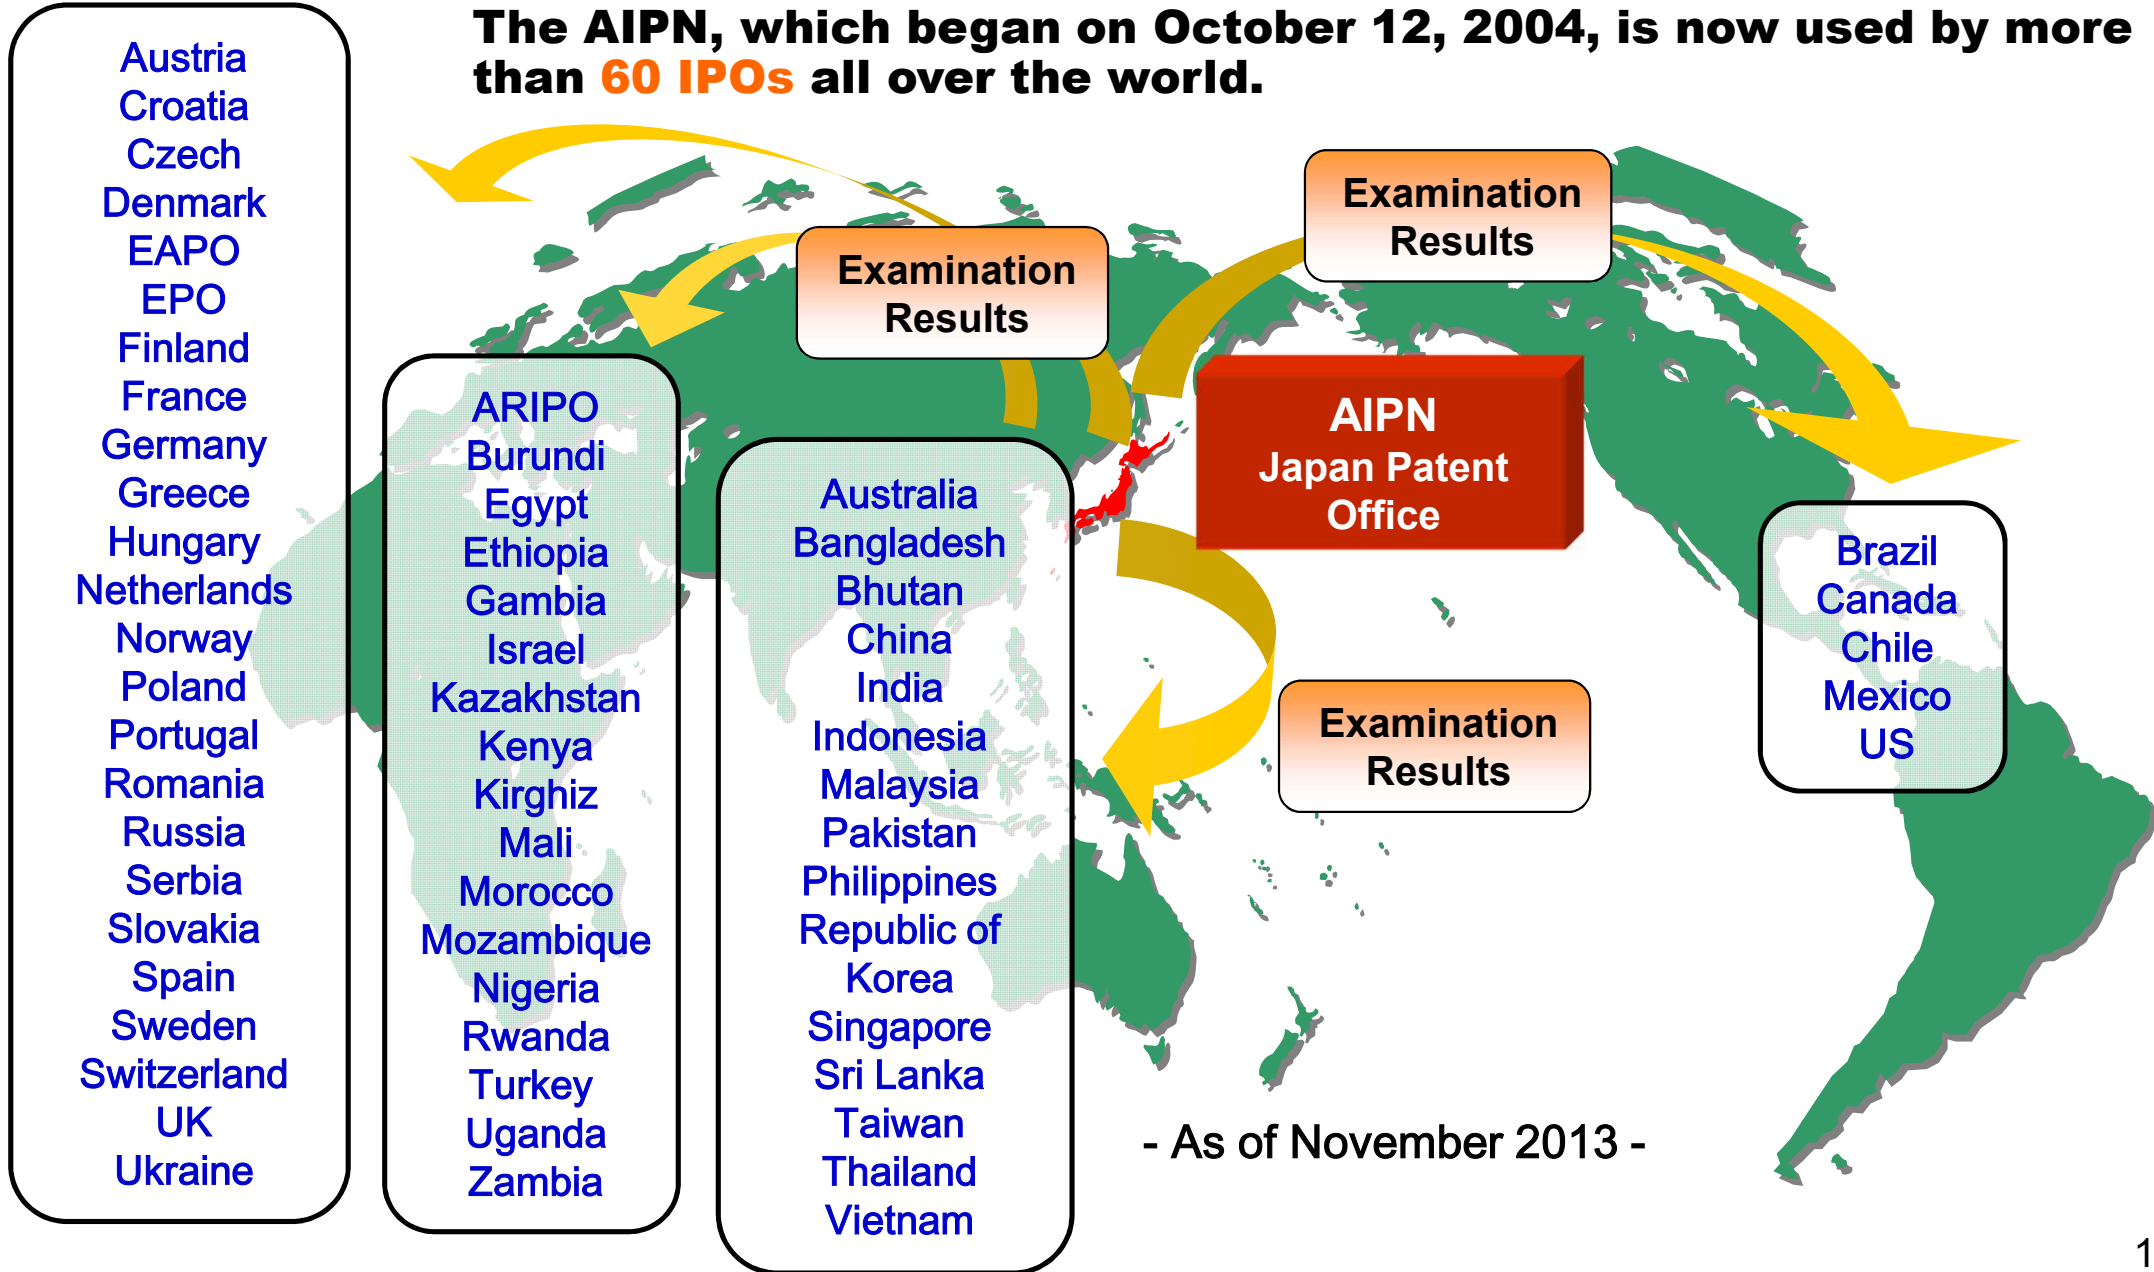 The AIPN, which began on October 12, 2004, is now used by more
than 60 IPOs all over the world.
Austria
Croatia
Czech
Denmark
EAPO
EPO
Finland
France
Germany
Greece
Hungary
Netherlands
Norway
Poland
Portugal
Romania
Russia
Serbia
Slovakia
Spain
Sweden
Switzerland
UK
Ukraine
ARIPO
Burundi
Egypt
Ethiopia
Gambia
Israel
Kazakhstan
Kenya
Kirghiz
Mali
Morocco
Mozambique
Nigeria
Rwanda
Turkey
Uganda
Zambia
Examination
Results
Australia
Bangladesh
Bhutan
China
India
Indonesia
Malaysia
Pakistan
Philippines
Republic of
Korea
Singapore
Sri Lanka
Taiwan
Thailand
Vietnam
Examination
Results
AIPN
Japan Patent
Office
Examination
Results
Brazil
Canada
Chile
Mexico
US
- As of November 2013 -
1